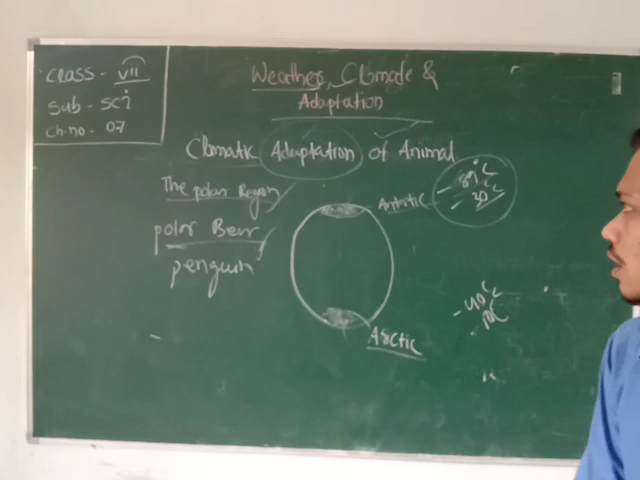 Class - VII
Sub - Sci
Ch. no. 07
Weather, Climate &
Adaptation
Climatic Adaptation of Animal
The polar Region
polar Bear
penguin
Antartic
Arctic